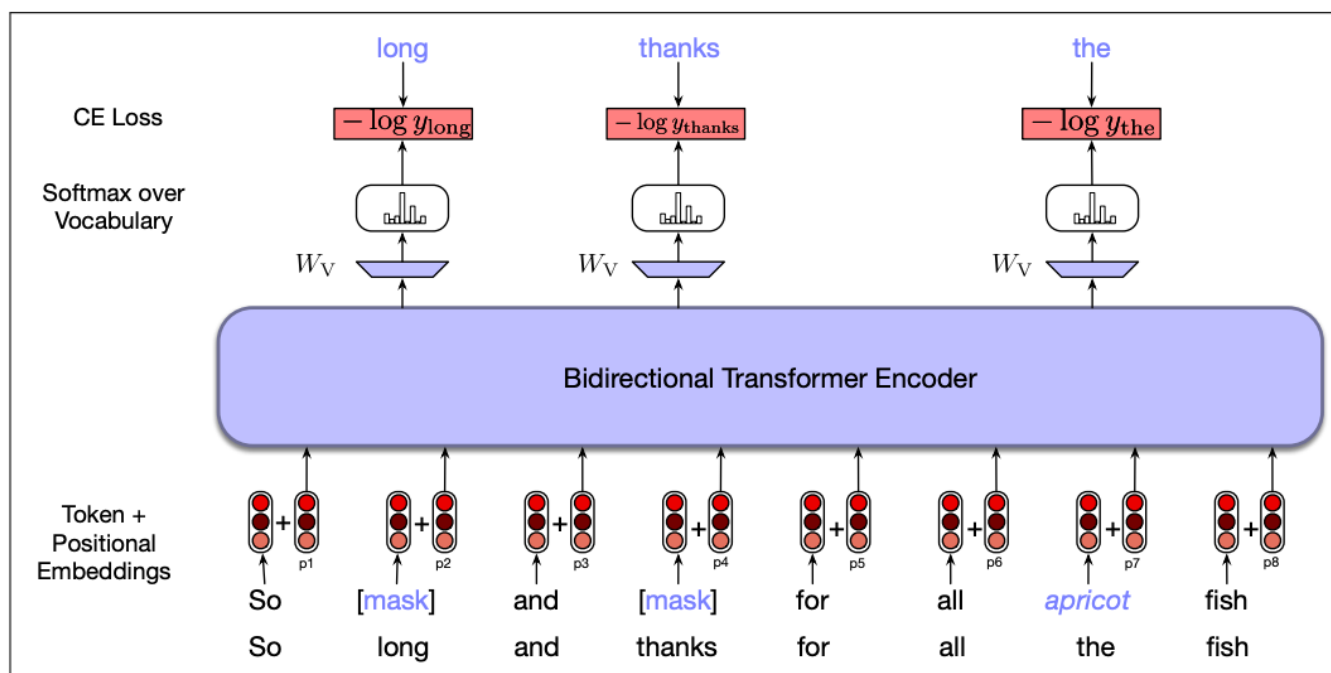 long thanks the
CE Loss − log y_long − log y_thanks − log y_the
Softmax over
Vocabulary
W_V W_V W_V
Bidirectional Transformer Encoder
Token +
Positional
Embeddings
+ + + + + + + +
p1 p2 p3 p4 p5 p6 p7 p8
So [mask] and [mask] for all apricot fish
So long and thanks for all the fish